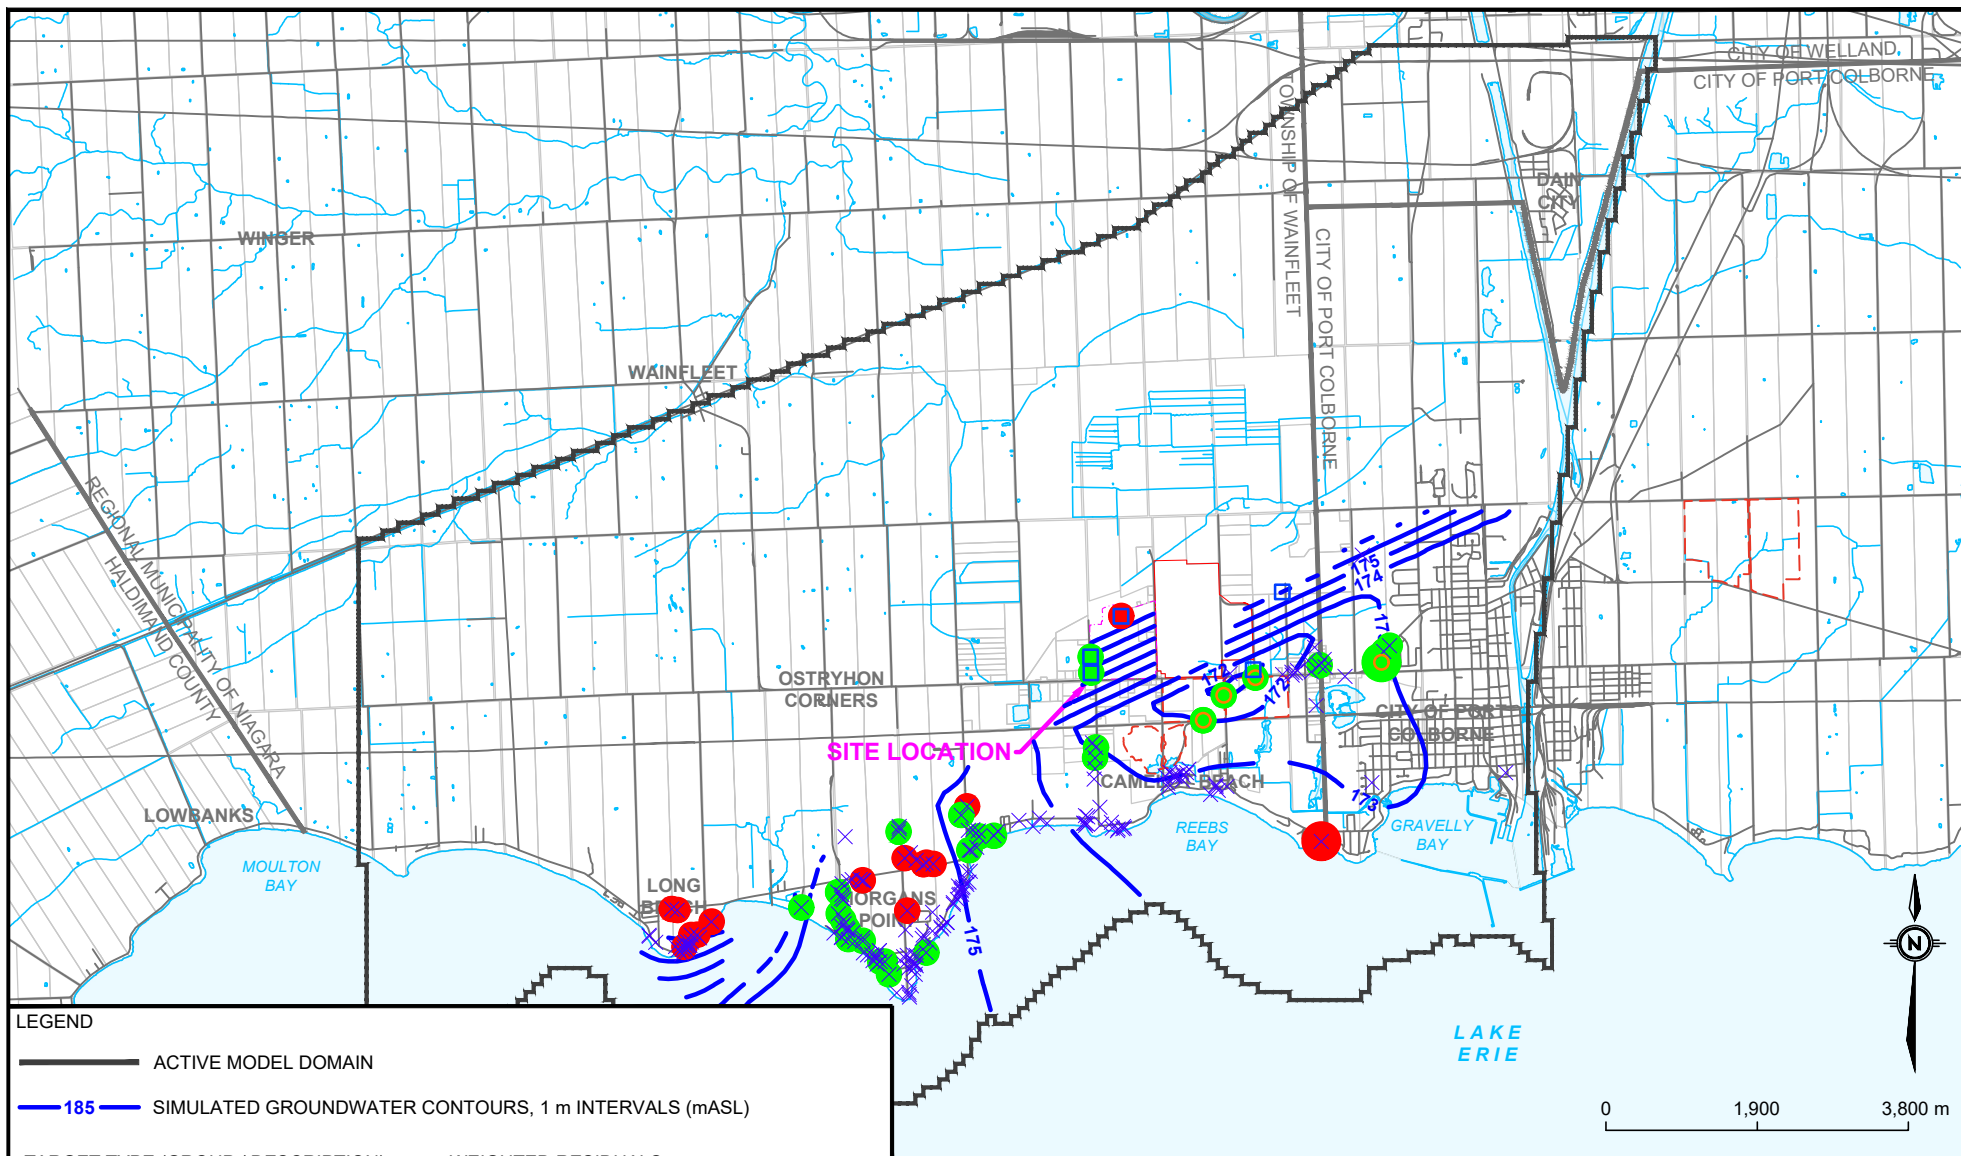 CITY OF WELLAND
CITY OF PORT COLBORNE
TOWNSHIP OF WAINFLEET
CITY OF PORT COLBORNE
DAIN
CITY
WINGER
WAINFLEET
REGIONAL MUNICIPALITY OF NIAGARA
HALDIMAND COUNTY
175
174
172
172
173
175
OSTRYHON
CORNERS
SITE LOCATION
CITY OF PORT
COLBORNE
LOWBANKS
MOULTON
BAY
LONG
BEACH
MORGANS
POINT
REEBS
BAY
GRAVELLY
BAY
LAKE
ERIE
N
0 1,900 3,800 m
LEGEND
ACTIVE MODEL DOMAIN
185 SIMULATED GROUNDWATER CONTOURS, 1 m INTERVALS (mASL)